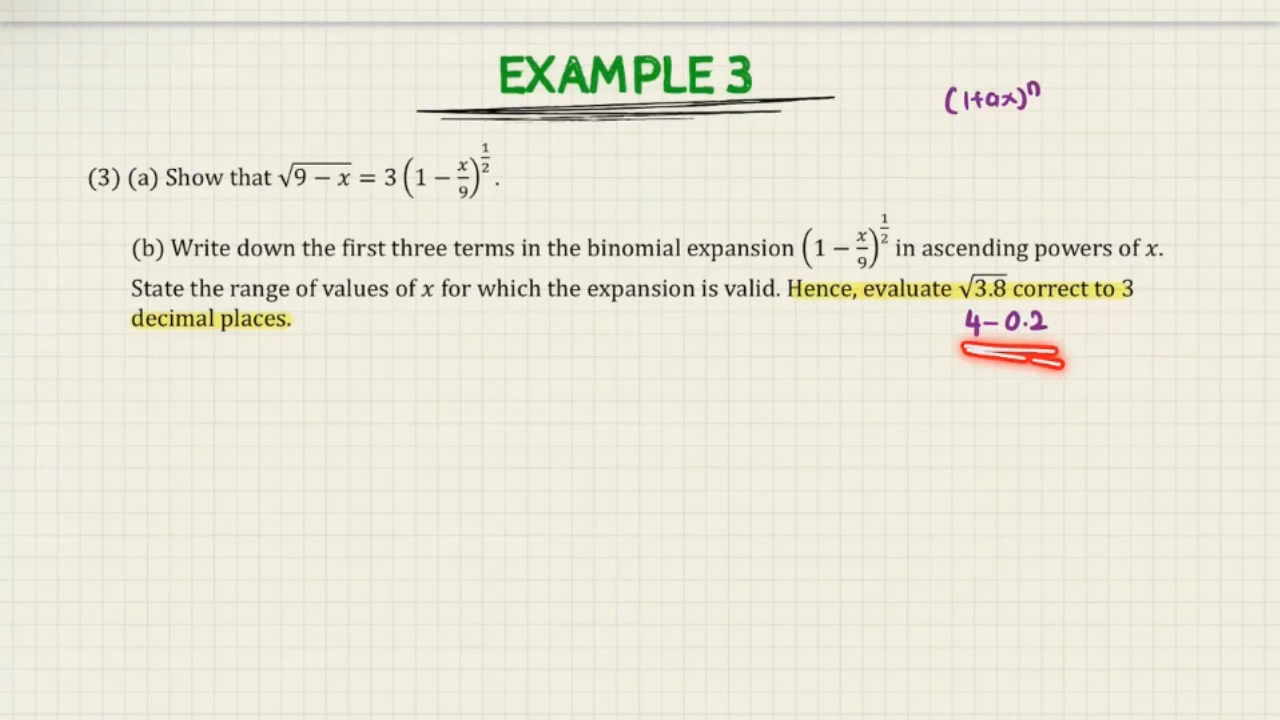 EXAMPLE 3
(1+ax)ⁿ
(3) (a) Show that √(9 − x) = 3(1 − x/9)^(1/2).
(b) Write down the first three terms in the binomial expansion (1 − x/9)^(1/2) in ascending powers of x.
State the range of values of x for which the expansion is valid. Hence, evaluate √3.8 correct to 3
decimal places.
4 – 0.2